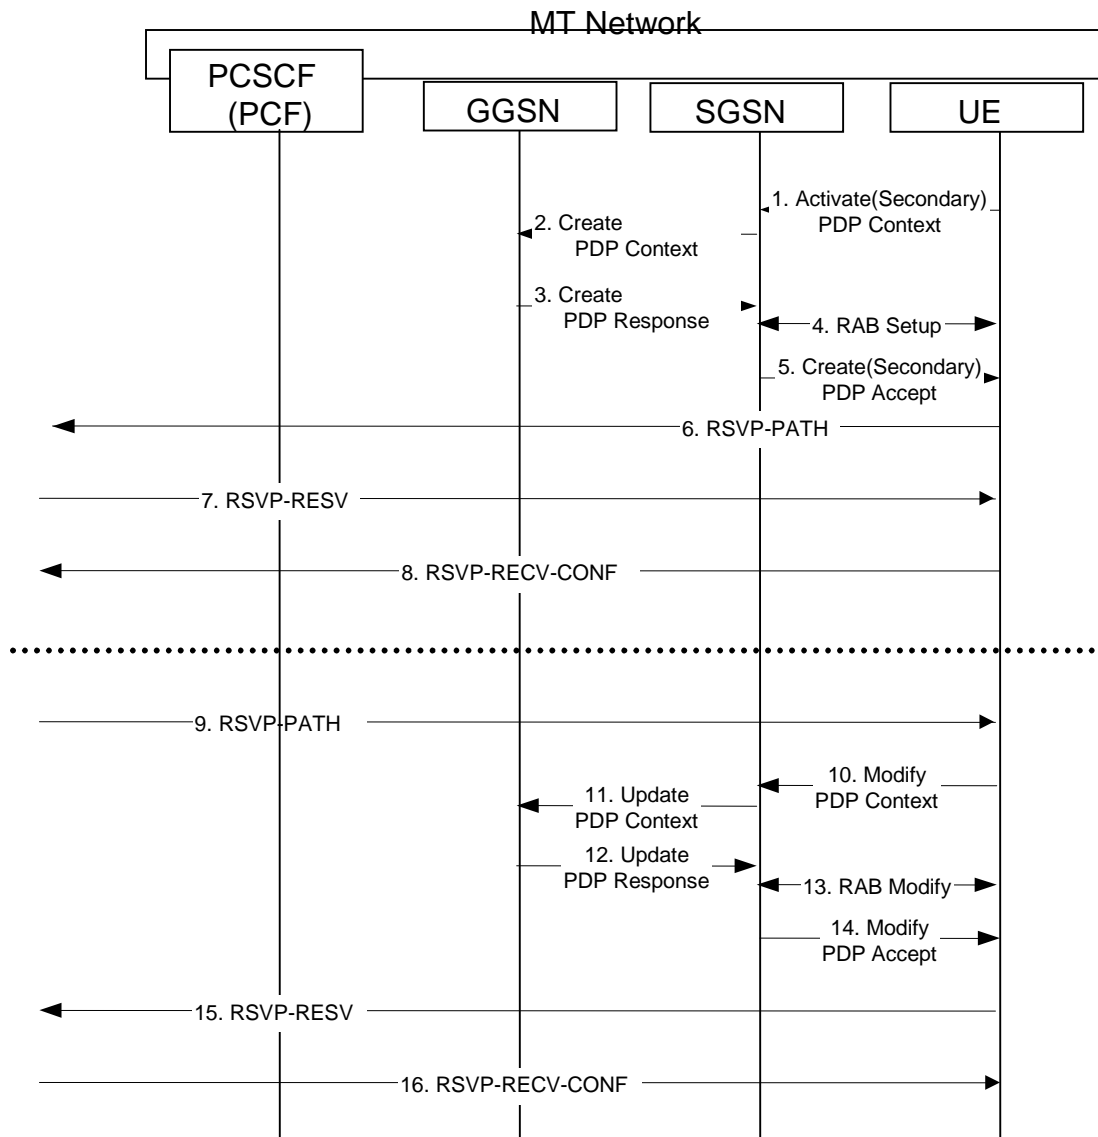 MT Network
PCSCF
(PCF)
GGSN
SGSN
UE
1. Activate(Secondary)
PDP Context
2. Create
PDP Context
3. Create
PDP Response
4. RAB Setup
5. Create(Secondary)
PDP Accept
6. RSVP-PATH
7. RSVP-RESV
8. RSVP-RECV-CONF
9. RSVP-PATH
10. Modify
PDP Context
11. Update
PDP Context
12. Update
PDP Response
13. RAB Modify
14. Modify
PDP Accept
15. RSVP-RESV
16. RSVP-RECV-CONF